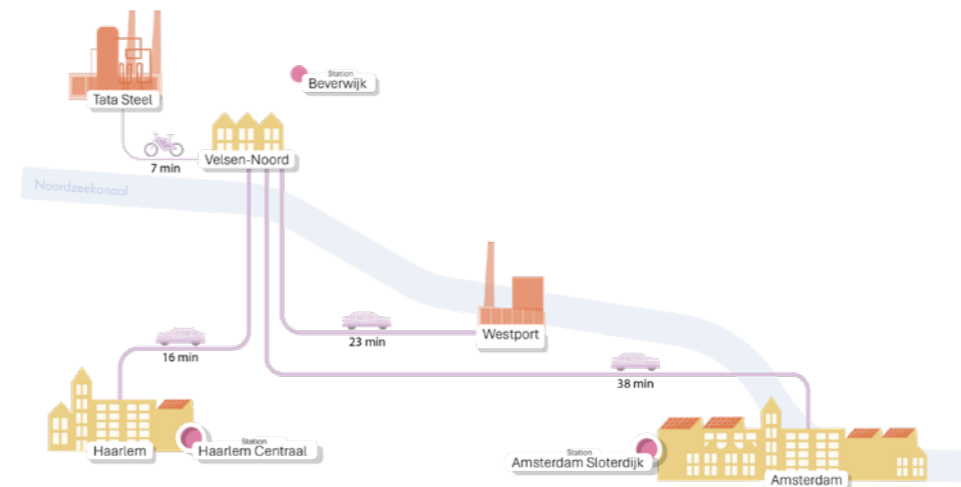 Station
Beverwijk
Tata Steel
7 min
Velsen-Noord
Noordzeekanaal
23 min
Westport
16 min
38 min
Haarlem
Station
Haarlem Centraal
Station
Amsterdam Sloterdijk
Amsterdam